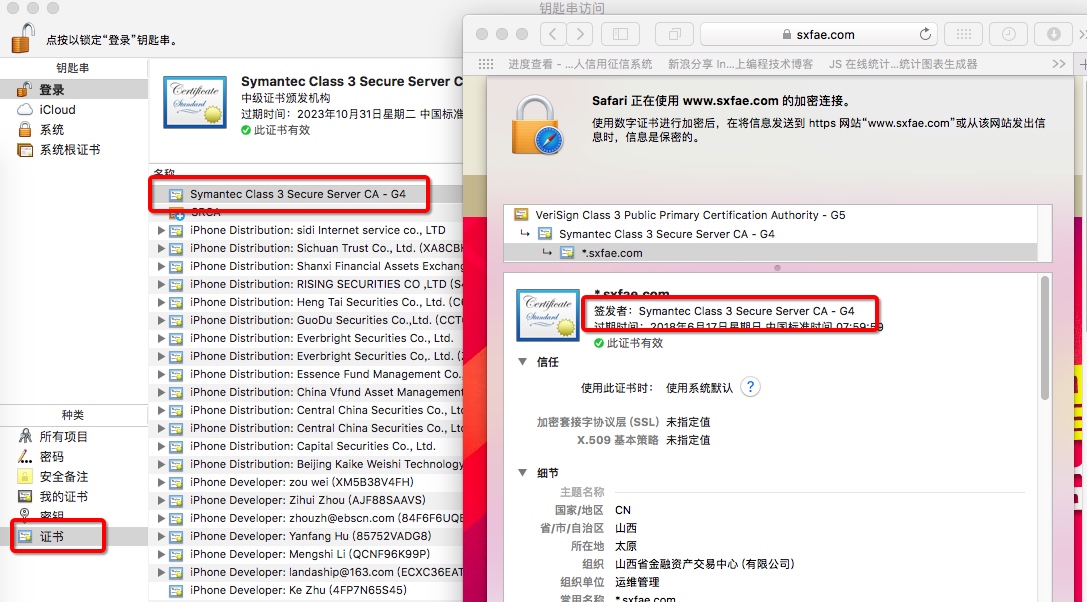 钥匙串访问
点按以锁定“登录”钥匙串。
钥匙串
登录
iCloud
系统
系统根证书
种类
所有项目
密码
安全备注
我的证书
密钥
证书
Certificate
Standard
Symantec Class 3 Secure Server C
中级证书颁发机构
过期时间：2023年10月31日星期二 中国标准
此证书有效
名称
Symantec Class 3 Secure Server CA - G4
SRCA
iPhone Distribution: sidi Internet service co., LTD
iPhone Distribution: Sichuan Trust Co., Ltd. (XA8CBH
iPhone Distribution: Shanxi Financial Assets Exchang
iPhone Distribution: RISING SECURITIES CO ,LTD (S4
iPhone Distribution: Heng Tai Securities Co., Ltd. (C6
iPhone Distribution: GuoDu Securities Co., Ltd. (CCT
iPhone Distribution: Everbright Securities Co., Ltd.
iPhone Distribution: Everbright Securities Co,. Ltd. (
iPhone Distribution: Essence Fund Management Co.
iPhone Distribution: China Vfund Asset Management
iPhone Distribution: Central China Securities Co., Ltd
iPhone Distribution: Central China Securities Co., Ltd
iPhone Distribution: Capital Securities Co., Ltd.
iPhone Distribution: Beijing Kaike Weishi Technology
iPhone Developer: zou wei (XM5B38V4FH)
iPhone Developer: Zihui Zhou (AJF88SAAVS)
iPhone Developer: zhouzh@ebscn.com (84F6F6UQE
iPhone Developer: Yanfang Hu (85752VADG8)
iPhone Developer: Mengshi Li (QCNF96K99P)
iPhone Developer: landaship@163.com (ECXC36EAT
iPhone Developer: Ke Zhu (4FP7N65S45)
sxfae.com
进度查看 - ...人信用征信系统
新浪分享 In...上编程技术博客
JS 在线统计...统计图表生成器
Safari 正在使用 www.sxfae.com 的加密连接。
使用数字证书进行加密后，在将信息发送到 https 网站“www.sxfae.com”或从该网站发出信
息时，信息是保密的。
VeriSign Class 3 Public Primary Certification Authority - G5
Symantec Class 3 Secure Server CA - G4
*.sxfae.com
Certificate
Standard
*.sxfae.com
签发者：Symantec Class 3 Secure Server CA - G4
过期时间：2018年6月17日星期日 中国标准时间 07:59:59
此证书有效
信任
使用此证书时： 使用系统默认 ?
加密套接字协议层 (SSL) 未指定值
X.509 基本策略 未指定值
细节
主题名称
国家/地区 CN
省/市/自治区 山西
所在地 太原
组织 山西省金融资产交易中心 (有限公司)
组织单位 运维管理
常用名称 *.sxfae.com